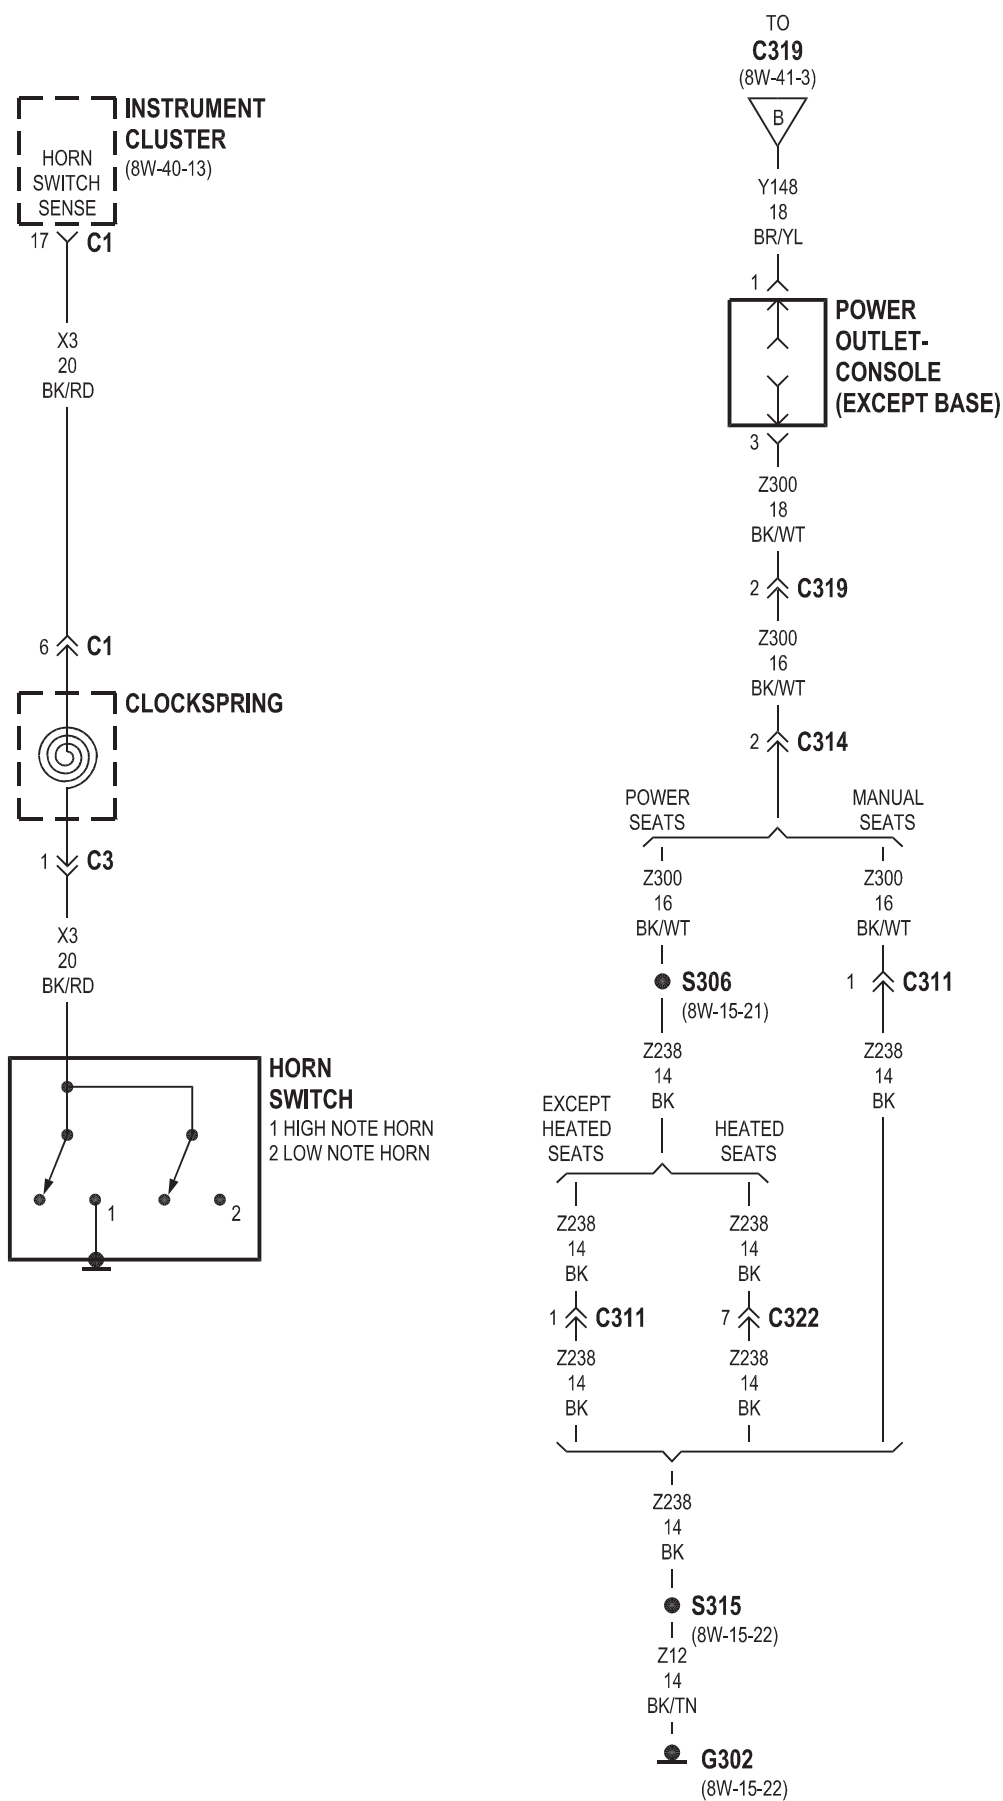 INSTRUMENT
CLUSTER
(8W-40-13)
HORN
SWITCH
SENSE
17
C1
X3
20
BK/RD
6
C1
CLOCKSPRING
1
C3
X3
20
BK/RD
HORN
SWITCH
1 HIGH NOTE HORN
2 LOW NOTE HORN
1
2
TO
C319
(8W-41-3)
B
Y148
18
BR/YL
1
POWER
OUTLET-
CONSOLE
(EXCEPT BASE)
3
Z300
18
BK/WT
2
C319
Z300
16
BK/WT
2
C314
POWER
SEATS
MANUAL
SEATS
Z300
16
BK/WT
Z300
16
BK/WT
S306
(8W-15-21)
1
C311
Z238
14
BK
Z238
14
BK
EXCEPT
HEATED
SEATS
HEATED
SEATS
Z238
14
BK
Z238
14
BK
1
C311
7
C322
Z238
14
BK
Z238
14
BK
Z238
14
BK
S315
(8W-15-22)
Z12
14
BK/TN
G302
(8W-15-22)